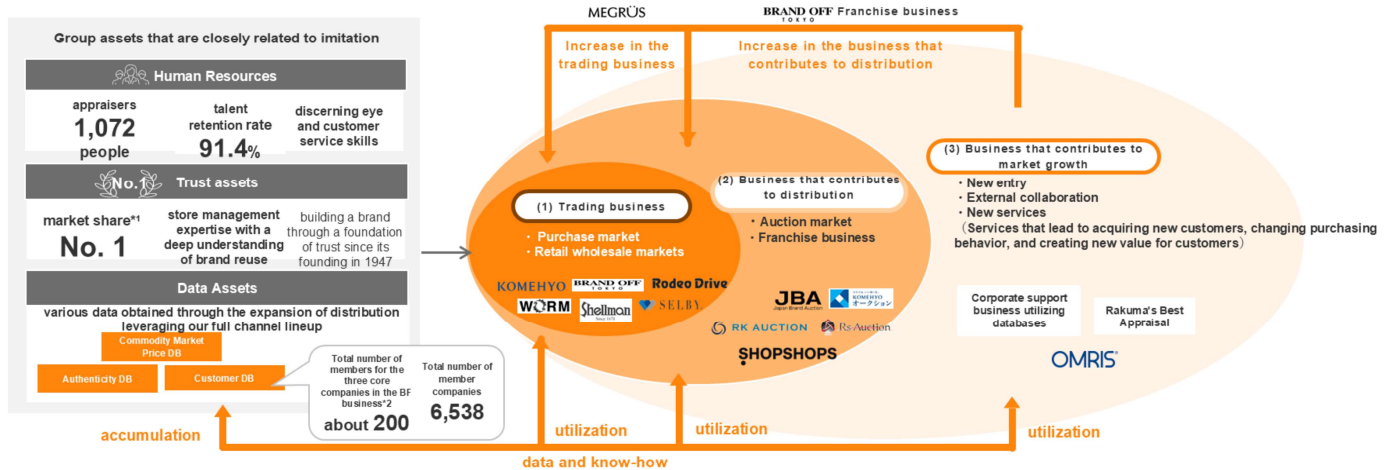 MEGRÜS
BRAND OFF TOKYO Franchise business
Group assets that are closely related to imitation
Human Resources
appraisers
1,072
people
talent
retention rate
91.4%
discerning eye
and customer
service skills
No.1 Trust assets
market share*1
No. 1
store management
expertise with a
deep understanding
of brand reuse
building a brand
through a foundation
of trust since its
founding in 1947
Data Assets
various data obtained through the expansion of distribution
leveraging our full channel lineup
Commodity Market
Price DB
Authenticity DB
Customer DB
Total number of
members for the
three core
companies in the BF
business*2
about 200
Total number of
member
companies
6,538
Increase in the
trading business
Increase in the business that
contributes to distribution
(1) Trading business
・Purchase market
・Retail wholesale markets
KOMEHYO
BRAND OFF
TOKYO
Rodeo Drive
WORM
Shellman
Since 1971
SELBY
(2) Business that contributes
to distribution
・Auction market
・Franchise business
JBA
Japan Brand Auction
KOMEHYO
オークション
RK AUCTION
Rs-Auction
SHOPSHOPS
(3) Business that contributes to
market growth
・New entry
・External collaboration
・New services
（Services that lead to acquiring new customers, changing purchasing
behavior, and creating new value for customers）
Corporate support
business utilizing
databases
Rakuma's Best
Appraisal
OMRIS
accumulation
utilization
utilization
utilization
data and know-how